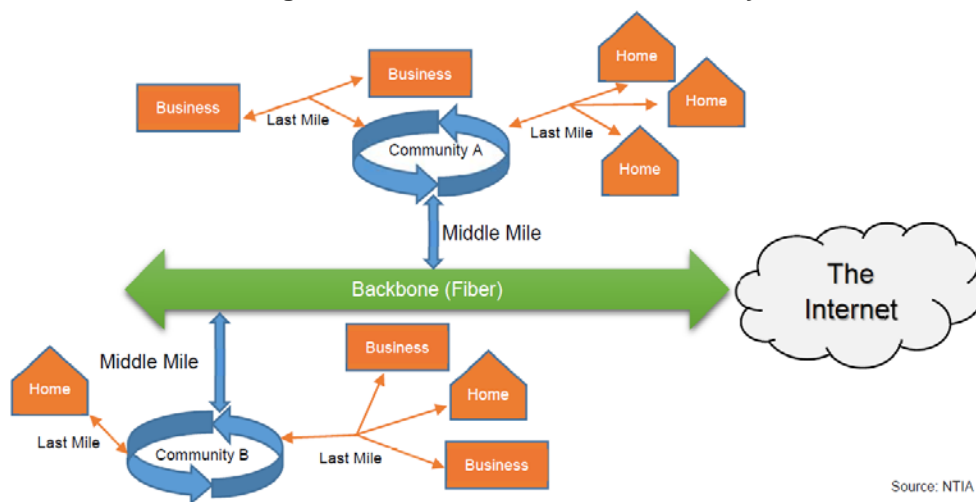 Home
Business
Home
Business
Last Mile
Last Mile
Community A
Home
Middle Mile
Backbone (Fiber)
The
Internet
Middle Mile
Business
Home
Home
Last Mile
Community B
Last Mile
Business
Source: NTIA